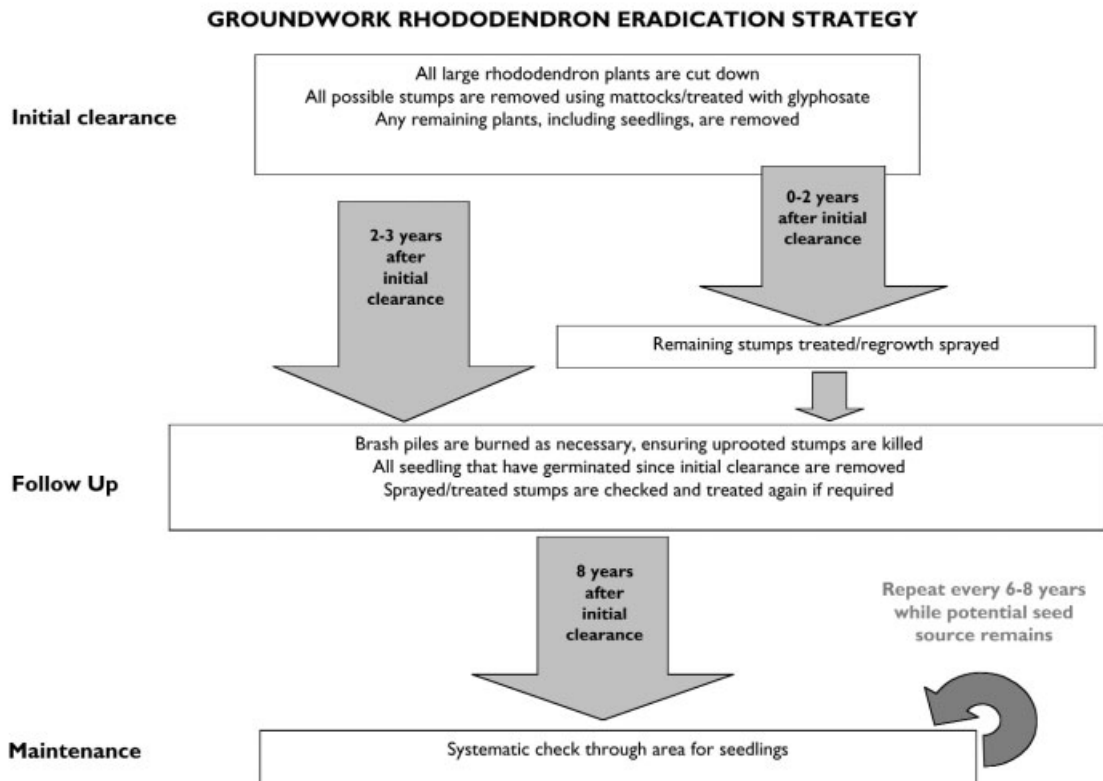 GROUNDWORK RHODODENDRON ERADICATION STRATEGY
Initial clearance
All large rhododendron plants are cut down
All possible stumps are removed using mattocks/treated with glyphosate
Any remaining plants, including seedlings, are removed
2-3 years
after
initial
clearance
0-2 years
after initial
clearance
Remaining stumps treated/regrowth sprayed
Follow Up
Brash piles are burned as necessary, ensuring uprooted stumps are killed
All seedling that have germinated since initial clearance are removed
Sprayed/treated stumps are checked and treated again if required
8 years
after
initial
clearance
Repeat every 6-8 years
while potential seed
source remains
Maintenance
Systematic check through area for seedlings